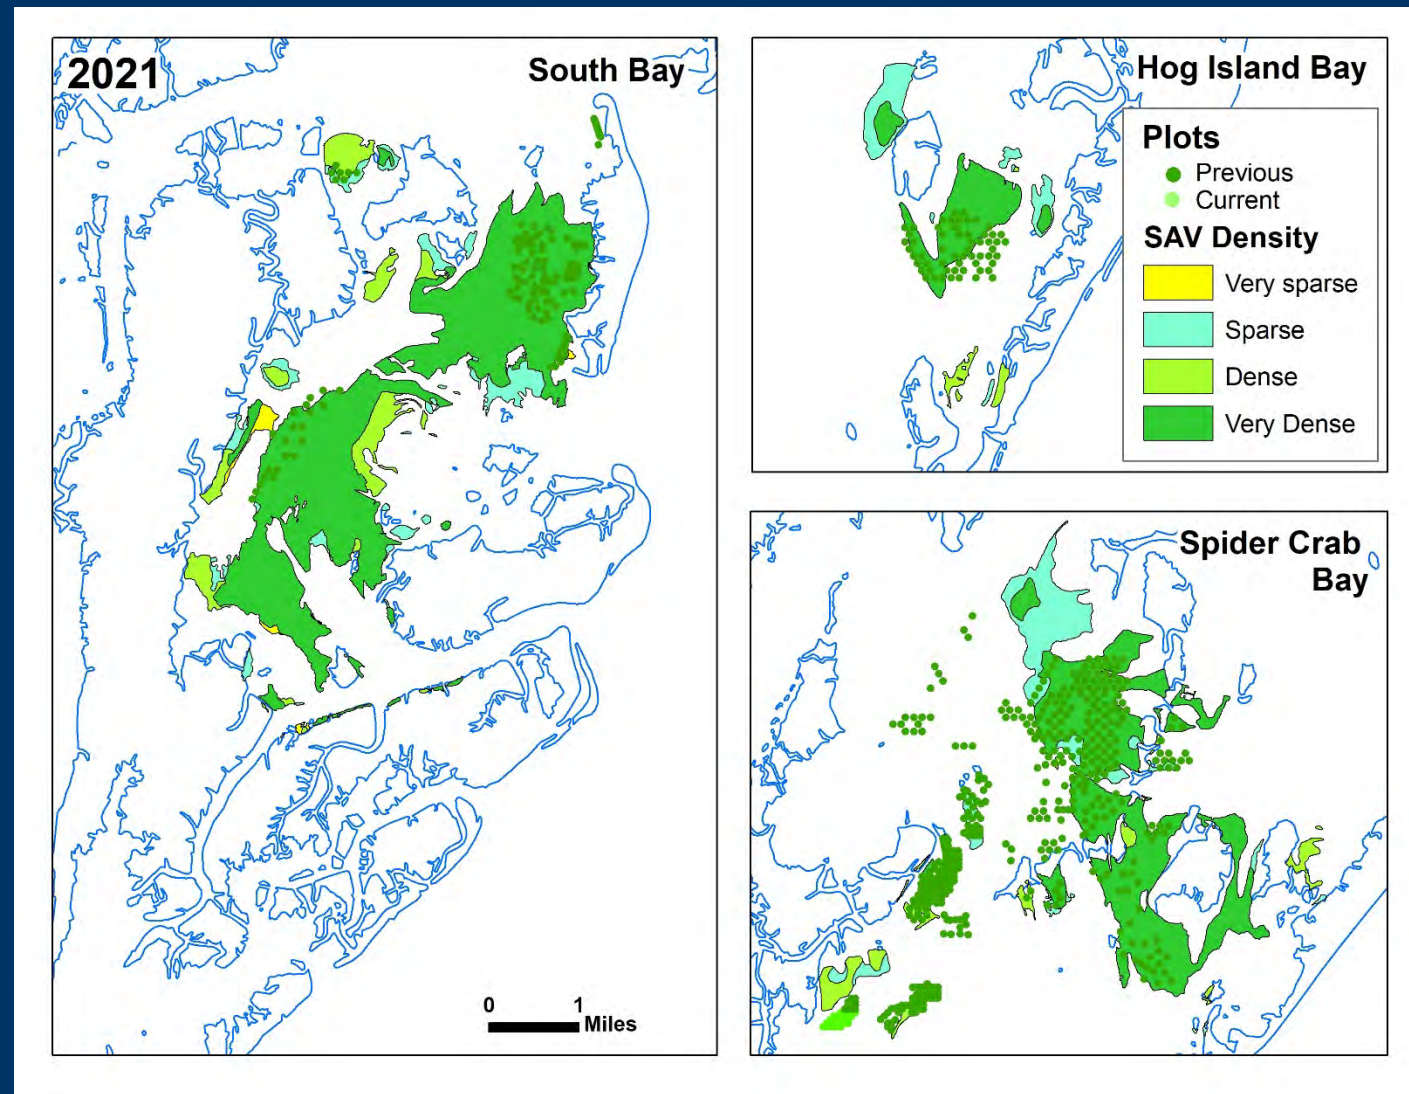 2021
South Bay
0 1
Miles
Hog Island Bay
Plots
Previous
Current
SAV Density
Very sparse
Sparse
Dense
Very Dense
Spider Crab
Bay